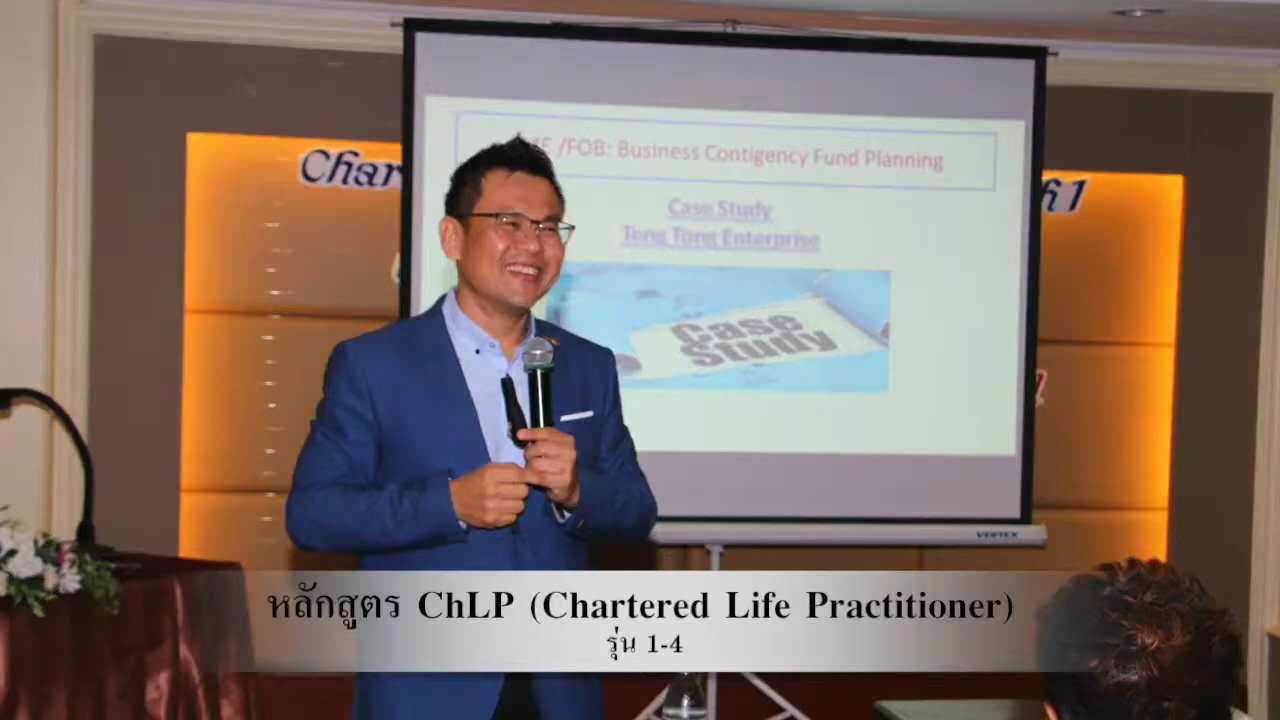 /FOB: Business Contigency Fund Planning
Case Study
Teng Tong Enterprise
Case
Study
VERTEX
หลักสูตร ChLP (Chartered Life Practitioner)
รุ่น 1-4